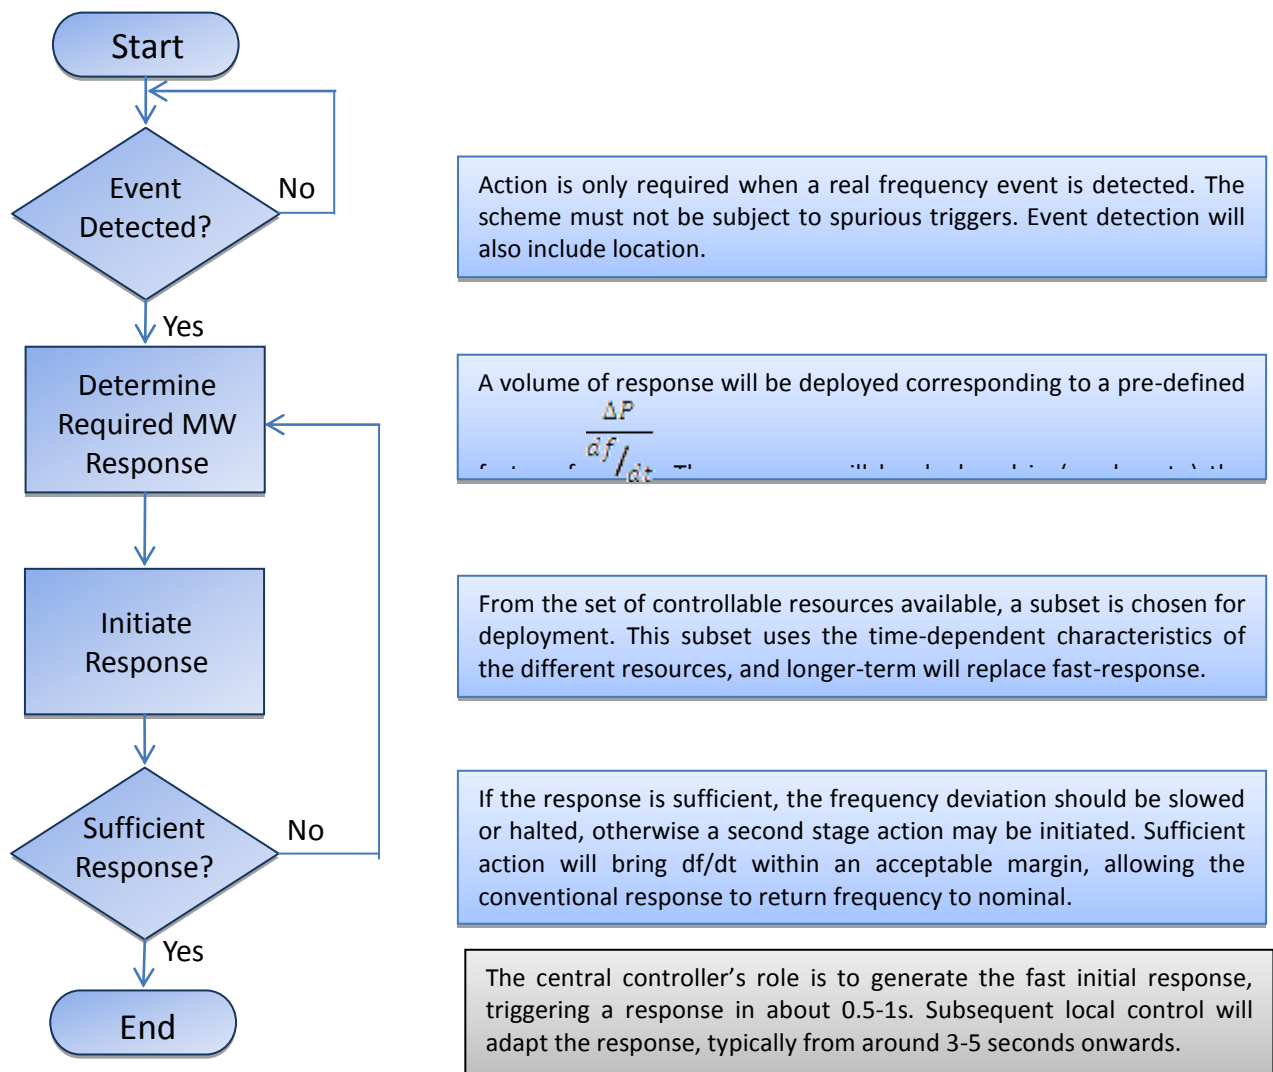 Start
Event
Detected?
No
Yes
Action is only required when a real frequency event is detected. The
scheme must not be subject to spurious triggers. Event detection will
also include location.
Determine
Required MW
Response
A volume of response will be deployed corresponding to a pre-defined
ΔP
df/dt
Initiate
Response
From the set of controllable resources available, a subset is chosen for
deployment. This subset uses the time-dependent characteristics of
the different resources, and longer-term will replace fast-response.
Sufficient
Response?
No
Yes
If the response is sufficient, the frequency deviation should be slowed
or halted, otherwise a second stage action may be initiated. Sufficient
action will bring df/dt within an acceptable margin, allowing the
conventional response to return frequency to nominal.
End
The central controller’s role is to generate the fast initial response,
triggering a response in about 0.5-1s. Subsequent local control will
adapt the response, typically from around 3-5 seconds onwards.